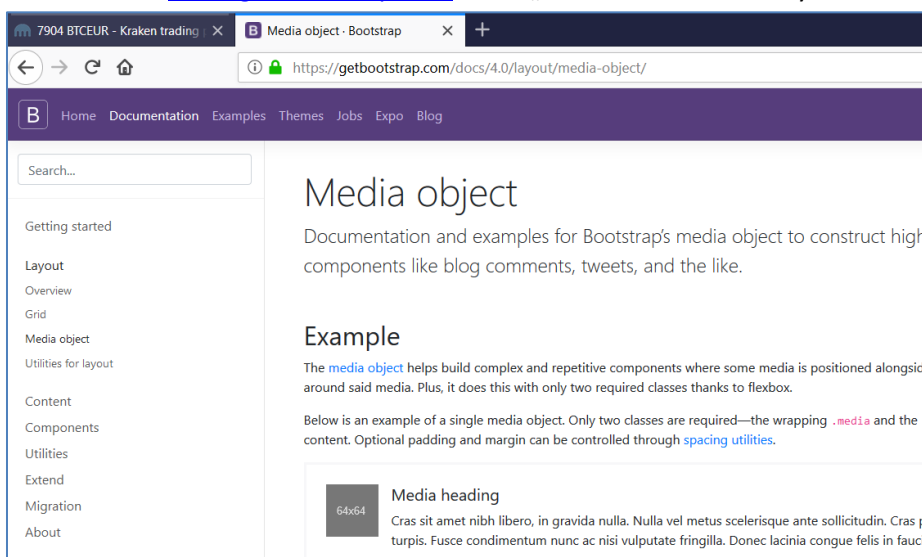 7904 BTCEUR - Kraken trading
Media object · Bootstrap
https://getbootstrap.com/docs/4.0/layout/media-object/
B Home Documentation Examples Themes Jobs Expo Blog
Search...
Getting started
Layout
Overview
Grid
Media object
Utilities for layout
Content
Components
Utilities
Extend
Migration
About
Media object
Documentation and examples for Bootstrap's media object to construct
components like blog comments, tweets, and the like.
Example
The media object helps build complex and repetitive components where some media is positioned
around said media. Plus, it does this with only two required classes thanks to flexbox.
Below is an example of a single media object. Only two classes are required—the wrapping .media and the
content. Optional padding and margin can be controlled through spacing utilities.
64x64
Media heading
Cras sit amet nibh libero, in gravida nulla. Nulla vel metus scelerisque ante sollicitudin. Cras
turpis. Fusce condimentum nunc ac nisi vulputate fringilla. Donec lacinia congue felis in